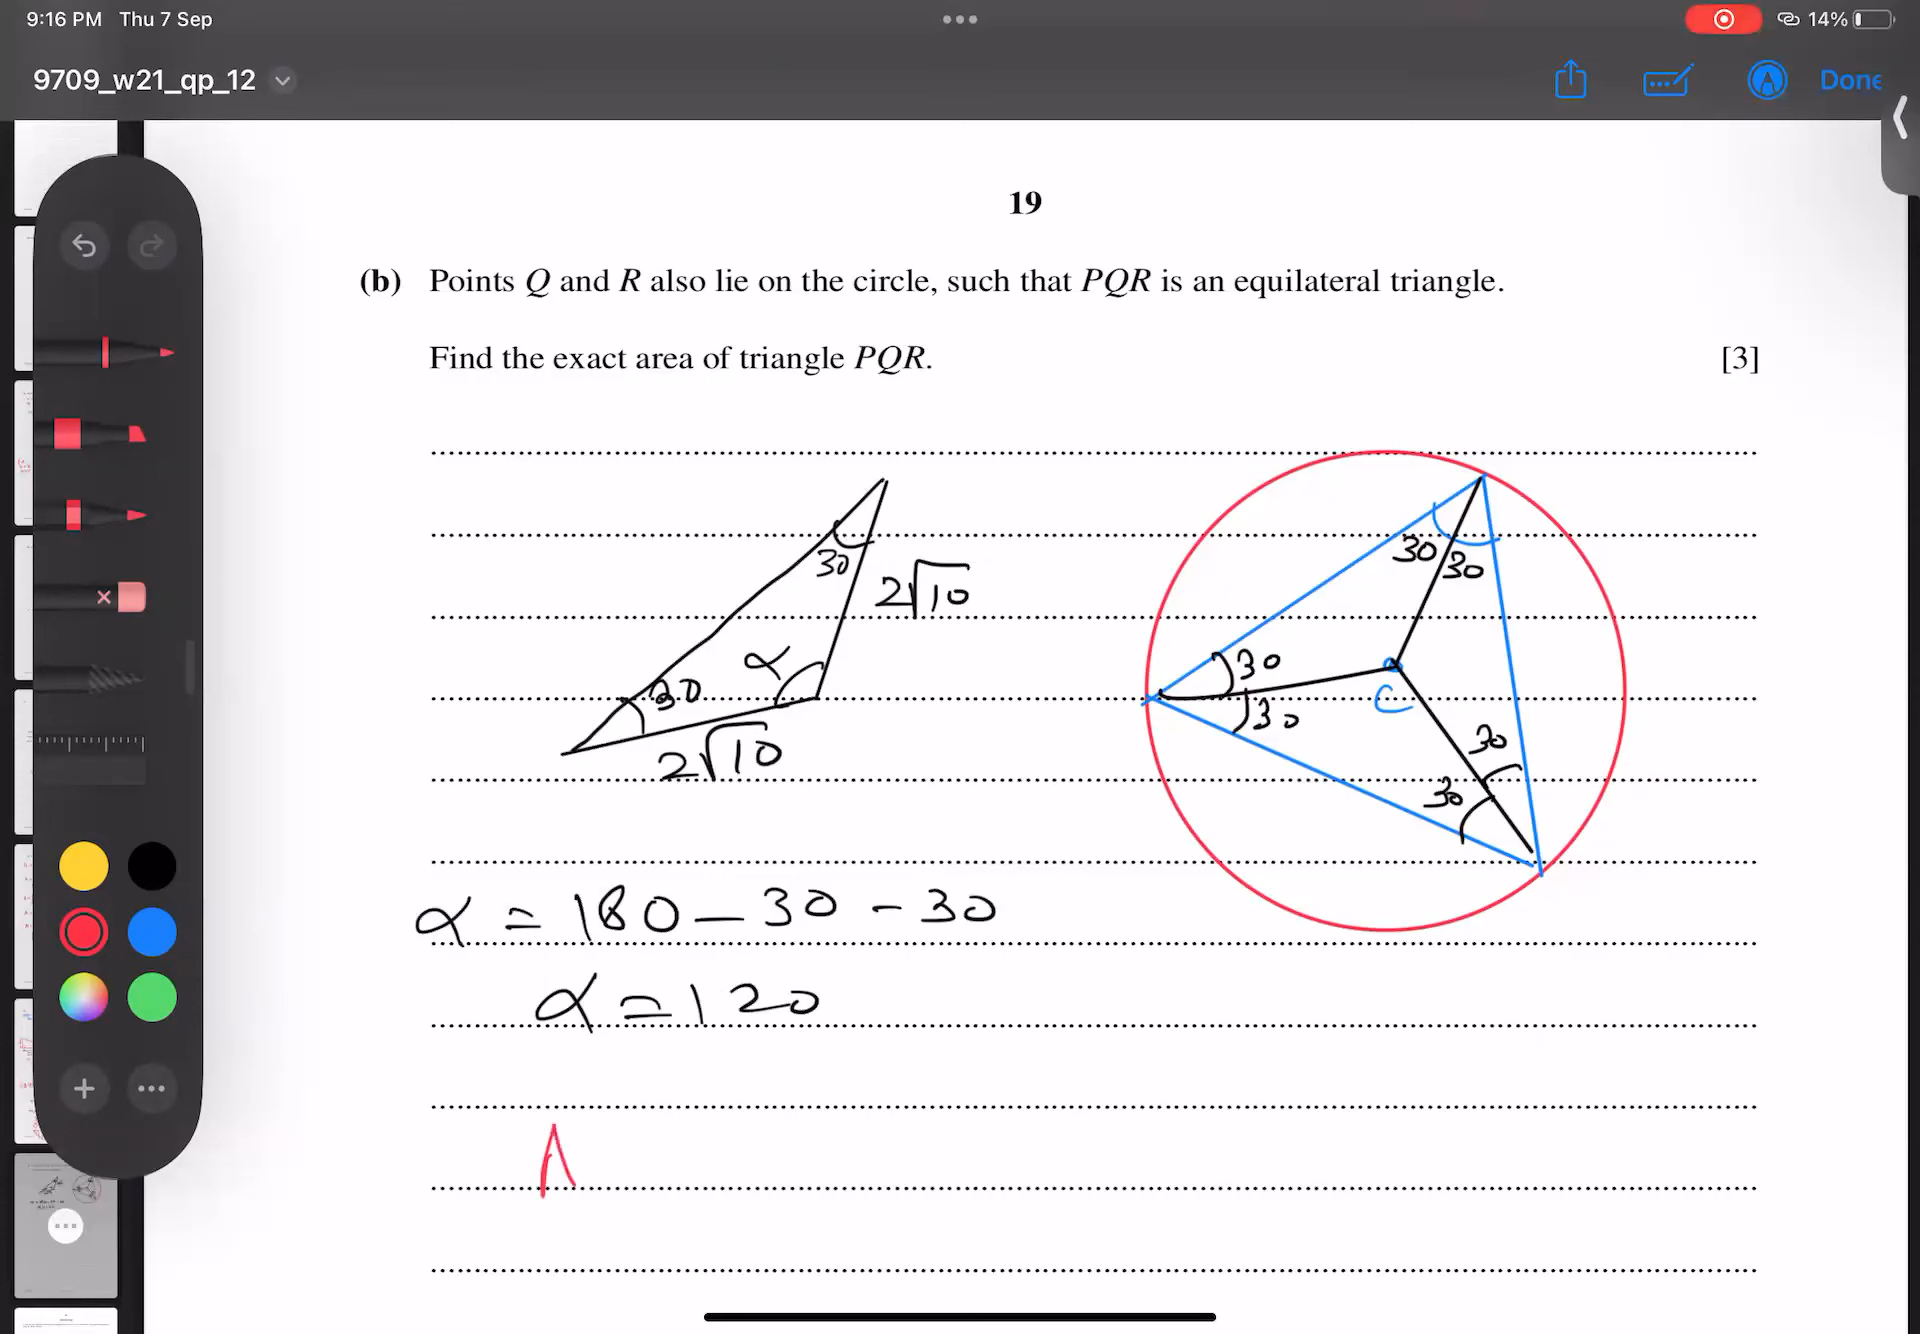 9:16 PM Thu 7 Sep
14%
9709_w21_qp_12
Done
19
(b) Points Q and R also lie on the circle, such that PQR is an equilateral triangle.
Find the exact area of triangle PQR. [3]
30
2√10
α
30
2√10
30
30
30
30
C
30
30
α = 180 - 30 - 30
α = 120